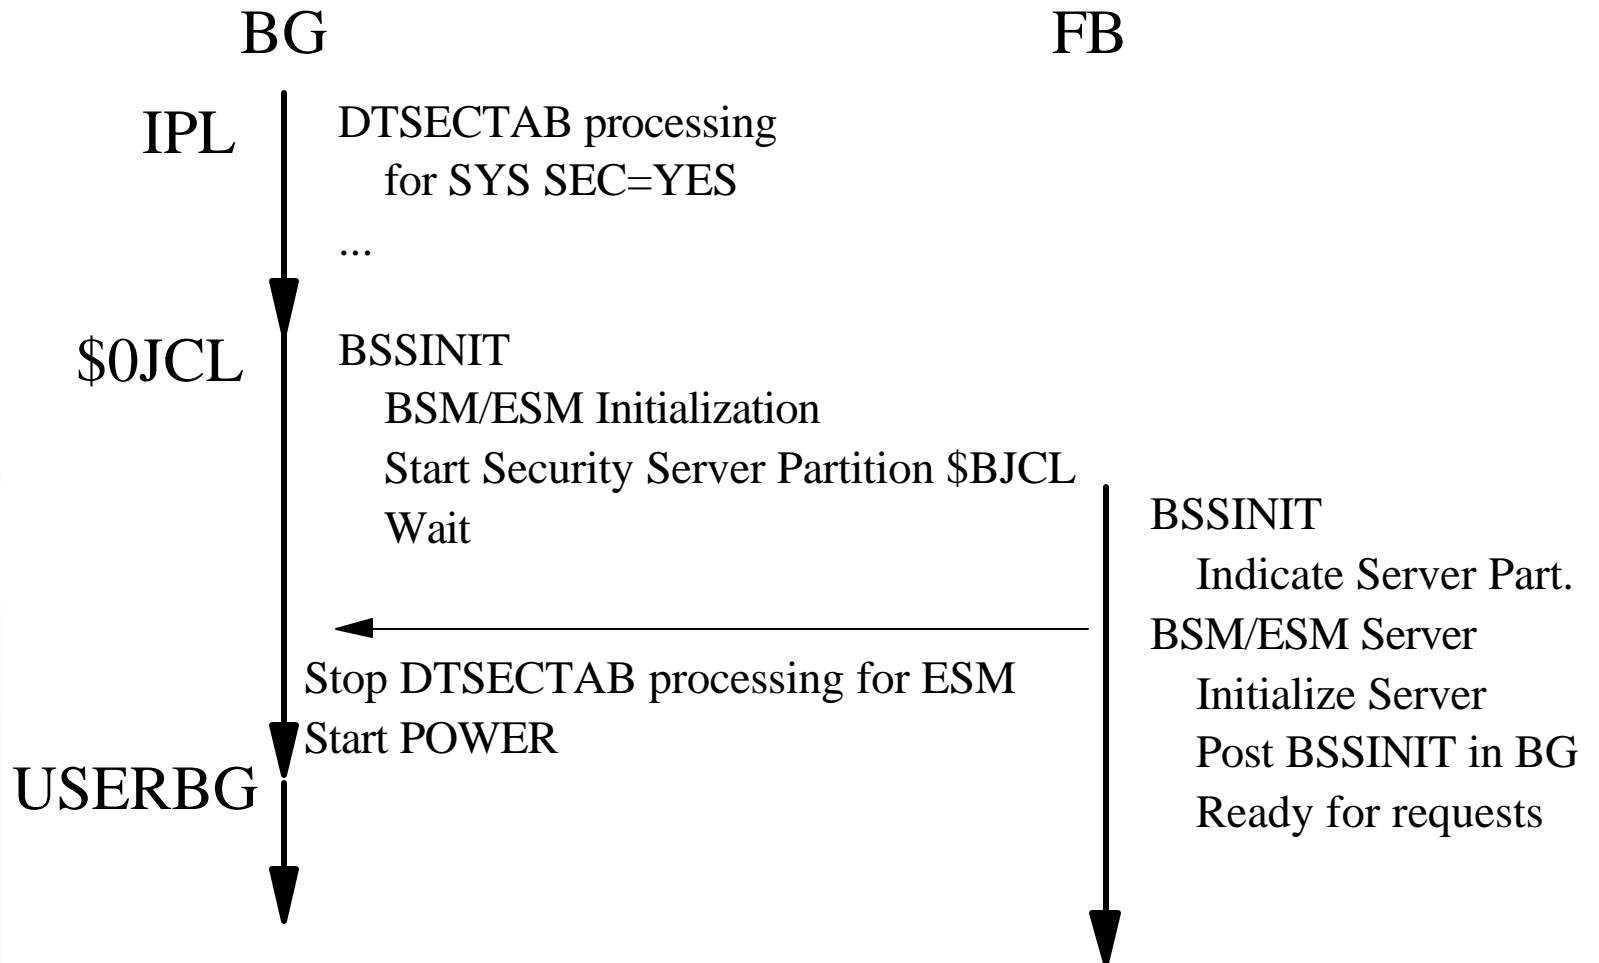 BG
FB
IPL
DTSECTAB processing
for SYS SEC=YES
...
$0JCL
BSSINIT
BSM/ESM Initialization
Start Security Server Partition $BJCL
Wait
BSSINIT
Indicate Server Part.
BSM/ESM Server
Initialize Server
Post BSSINIT in BG
Ready for requests
Stop DTSECTAB processing for ESM
Start POWER
USERBG